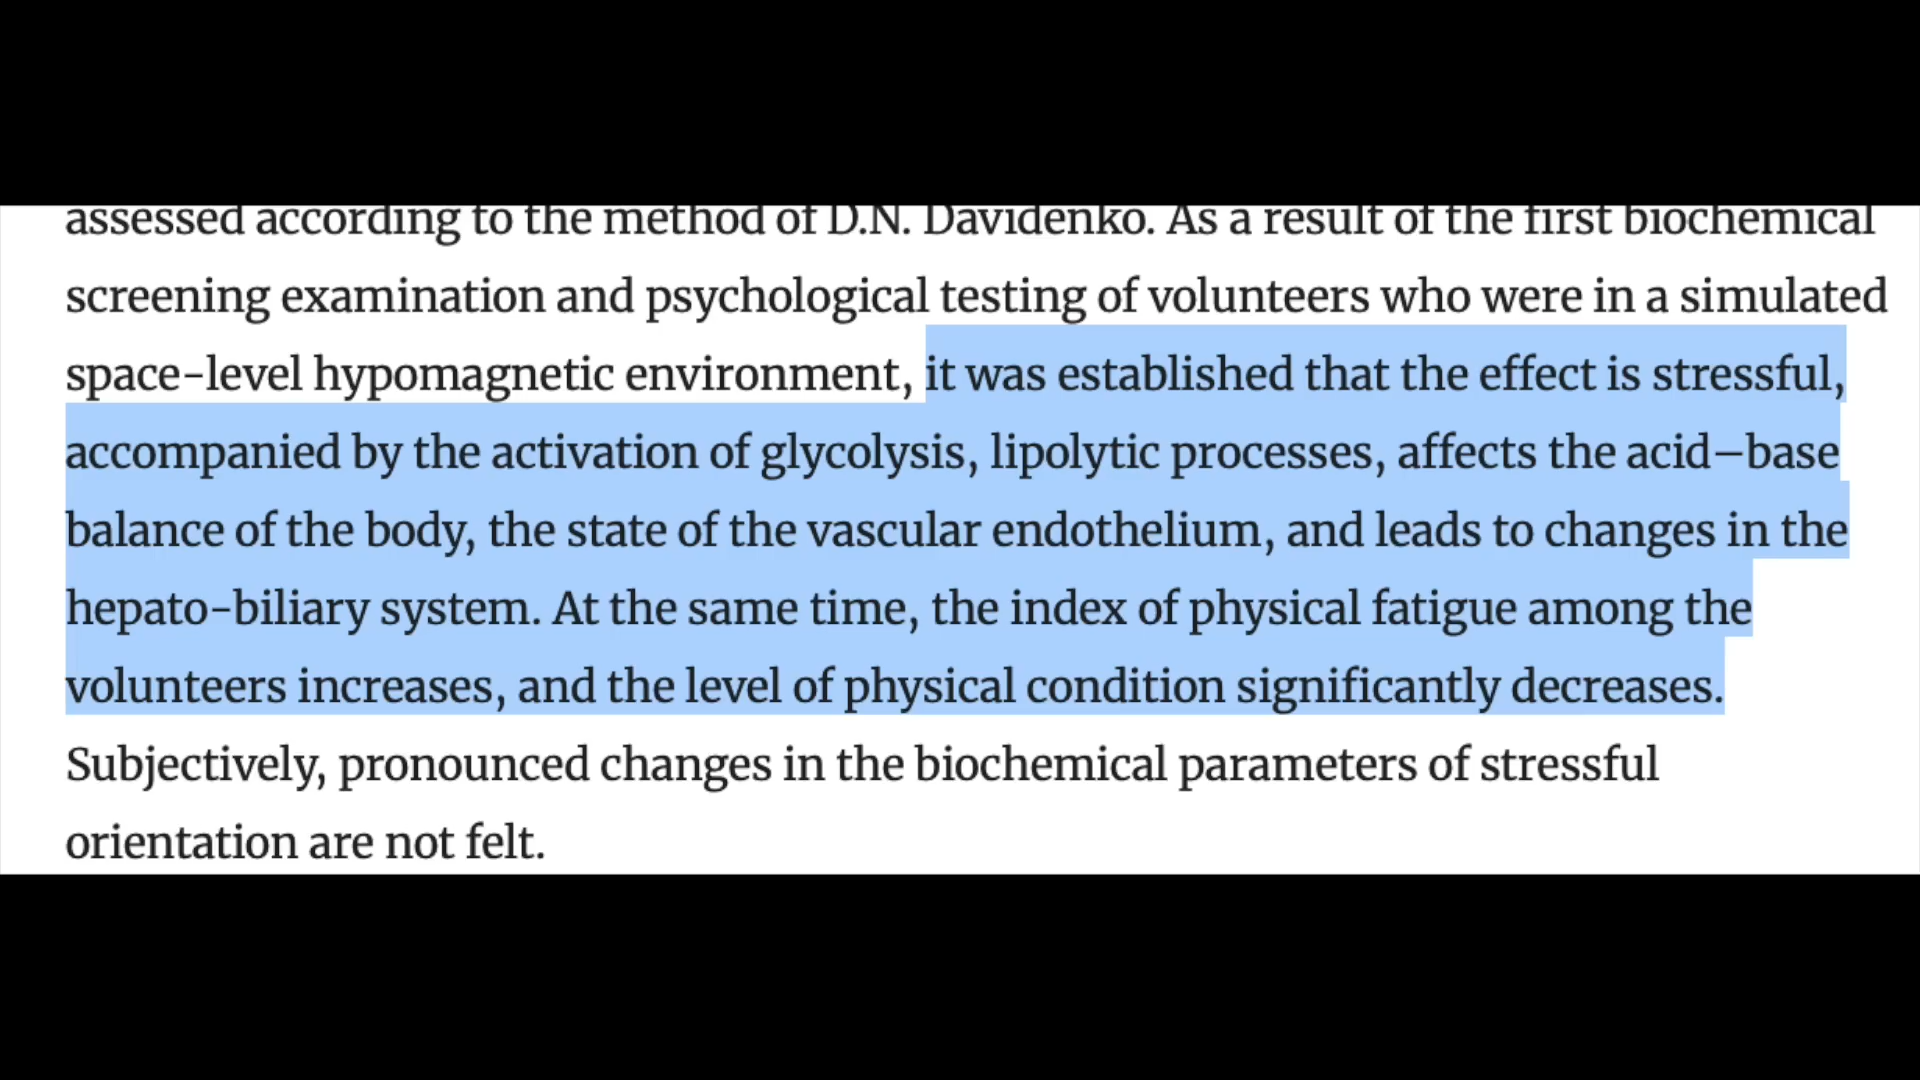 assessed according to the method of D.N. Davidenko. As a result of the first biochemical
screening examination and psychological testing of volunteers who were in a simulated
space-level hypomagnetic environment, it was established that the effect is stressful,
accompanied by the activation of glycolysis, lipolytic processes, affects the acid–base
balance of the body, the state of the vascular endothelium, and leads to changes in the
hepato-biliary system. At the same time, the index of physical fatigue among the
volunteers increases, and the level of physical condition significantly decreases.
Subjectively, pronounced changes in the biochemical parameters of stressful
orientation are not felt.